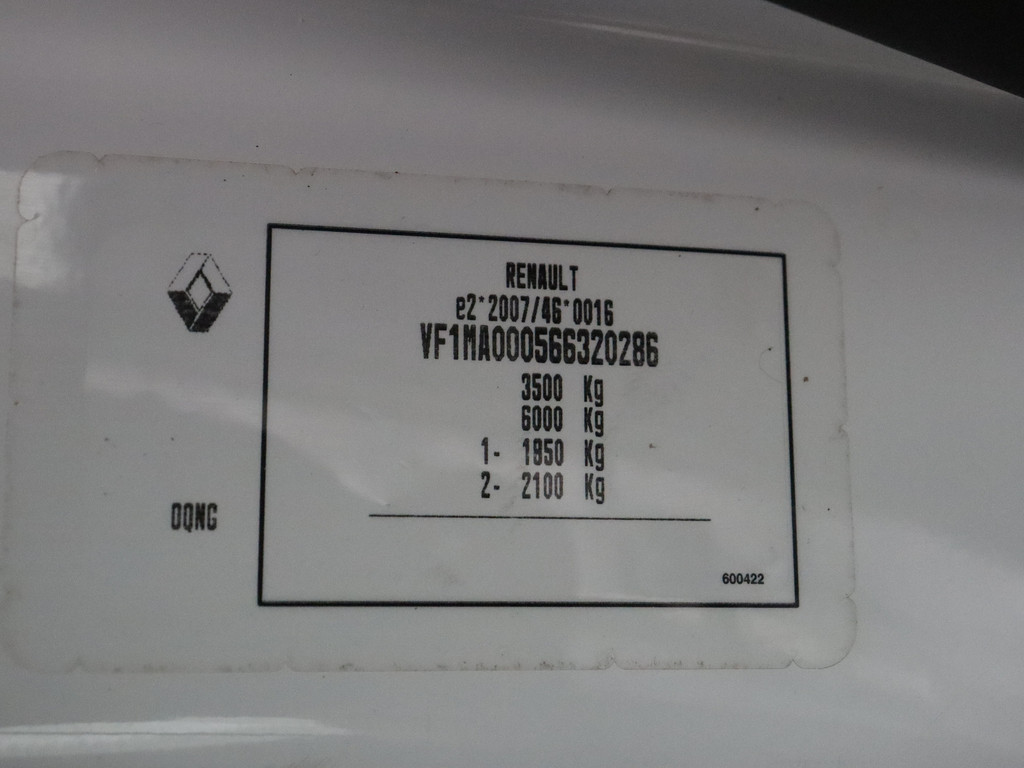 RENAULT
e2*2007/46*0016
VF1MA000566320286
3500 Kg
6000 Kg
1- 1850 Kg
2- 2100 Kg
OQNG
600422